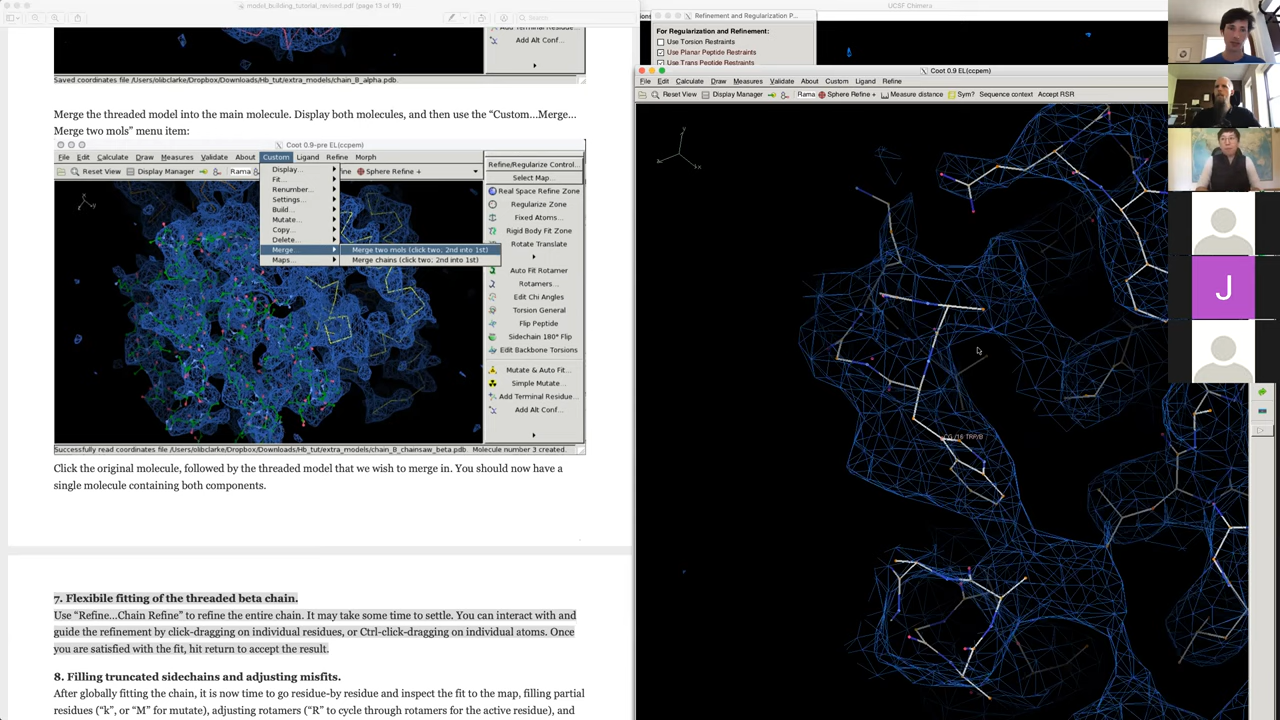 model_building_tutorial_revised.pdf (page 13 of 19)
Search
Add Terminal Residue...
Add Alt Conf...
Saved coordinates file /Users/olibclarke/Dropbox/Downloads/Hb_tut/extra_models/chain_B_alpha.pdb.
Merge the threaded model into the main molecule. Display both molecules, and then use the “Custom...Merge...
Merge two mols” menu item:
Coot 0.9-pre EL(ccpem)
File Edit Calculate Draw Measures Validate About Custom Ligand Refine Morph
Reset View Display Manager Rama Sphere Refine +
Display...
Fit...
Renumber...
Settings...
Build...
Mutate...
Copy...
Delete...
Merge...
Maps...
Merge two mols (click two, 2nd into 1st)
Merge chains (click two, 2nd into 1st)
Refine/Regularize Control...
Select Map...
Real Space Refine Zone
Regularize Zone
Fixed Atoms...
Rigid Body Fit Zone
Rotate Translate
Auto Fit Rotamer
Rotamers...
Edit Chi Angles
Torsion General
Flip Peptide
Sidechain 180° Flip
Edit Backbone Torsions
Mutate & Auto Fit...
Simple Mutate...
Add Terminal Residue...
Add Alt Conf...
Successfully read coordinates file /Users/olibclarke/Dropbox/Downloads/Hb_tut/extra_models/chain_B_chainsaw_beta.pdb. Molecule number 3 created.
Click the original molecule, followed by the threaded model that we wish to merge in. You should now have a
single molecule containing both components.
7. Flexibile fitting of the threaded beta chain.
Use “Refine...Chain Refine” to refine the entire chain. It may take some time to settle. You can interact with and
guide the refinement by click-dragging on individual residues, or Ctrl-click-dragging on individual atoms. Once
you are satisfied with the fit, hit return to accept the result.
8. Filling truncated sidechains and adjusting misfits.
After globally fitting the chain, it is now time to go residue-by residue and inspect the fit to the map, filling partial
residues (“k”, or “M” for mutate), adjusting rotamers (“R” to cycle through rotamers for the active residue), and
UCSF Chimera
Refinement and Regularization P...
For Regularization and Refinement:
Use Torsion Restraints
Use Planar Peptide Restraints
Use Trans Peptide Restraints
Coot 0.9 EL(ccpem)
File Edit Calculate Draw Measures Validate About Custom Ligand Refine
Reset View Display Manager Rama Sphere Refine + Measure distance Sym? Sequence context Accept RSR
J